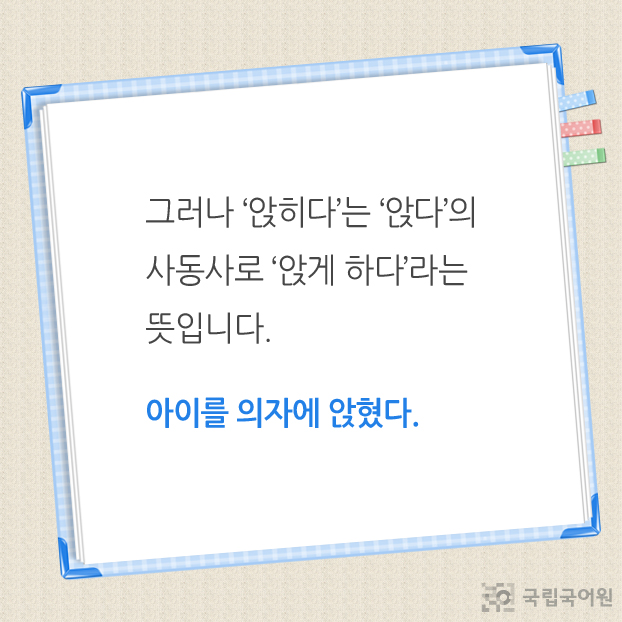 그러나 ‘앉히다’는 ‘앉다’의
사동사로 ‘앉게 하다’라는
뜻입니다.
아이를 의자에 앉혔다.
국립국어원